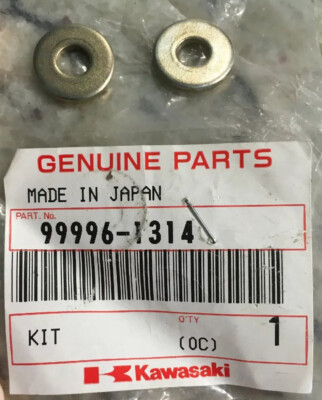 GENUINE PARTS
MADE IN JAPAN
PART. No.
99996-1314
KIT
Q'TY
(OC)
1
Kawasaki